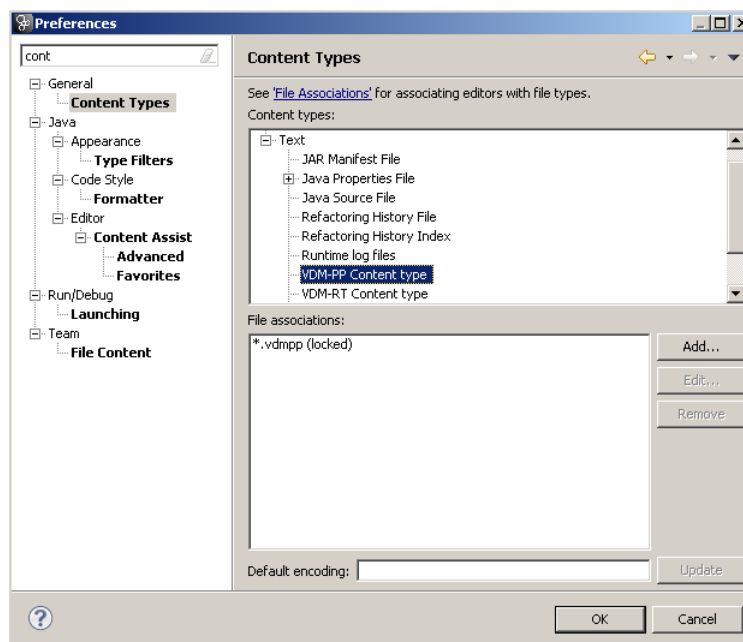 Preferences
cont
General
Content Types
Java
Appearance
Type Filters
Code Style
Formatter
Editor
Content Assist
Advanced
Favorites
Run/Debug
Launching
Team
File Content
Content Types
See 'File Associations' for associating editors with file types.
Content types:
Text
JAR Manifest File
Java Properties File
Java Source File
Refactoring History File
Refactoring History Index
Runtime log files
VDM-PP Content type
VDM-RT Content type
File associations:
*.vdmpp (locked)
Add...
Edit...
Remove
Default encoding:
Update
OK
Cancel